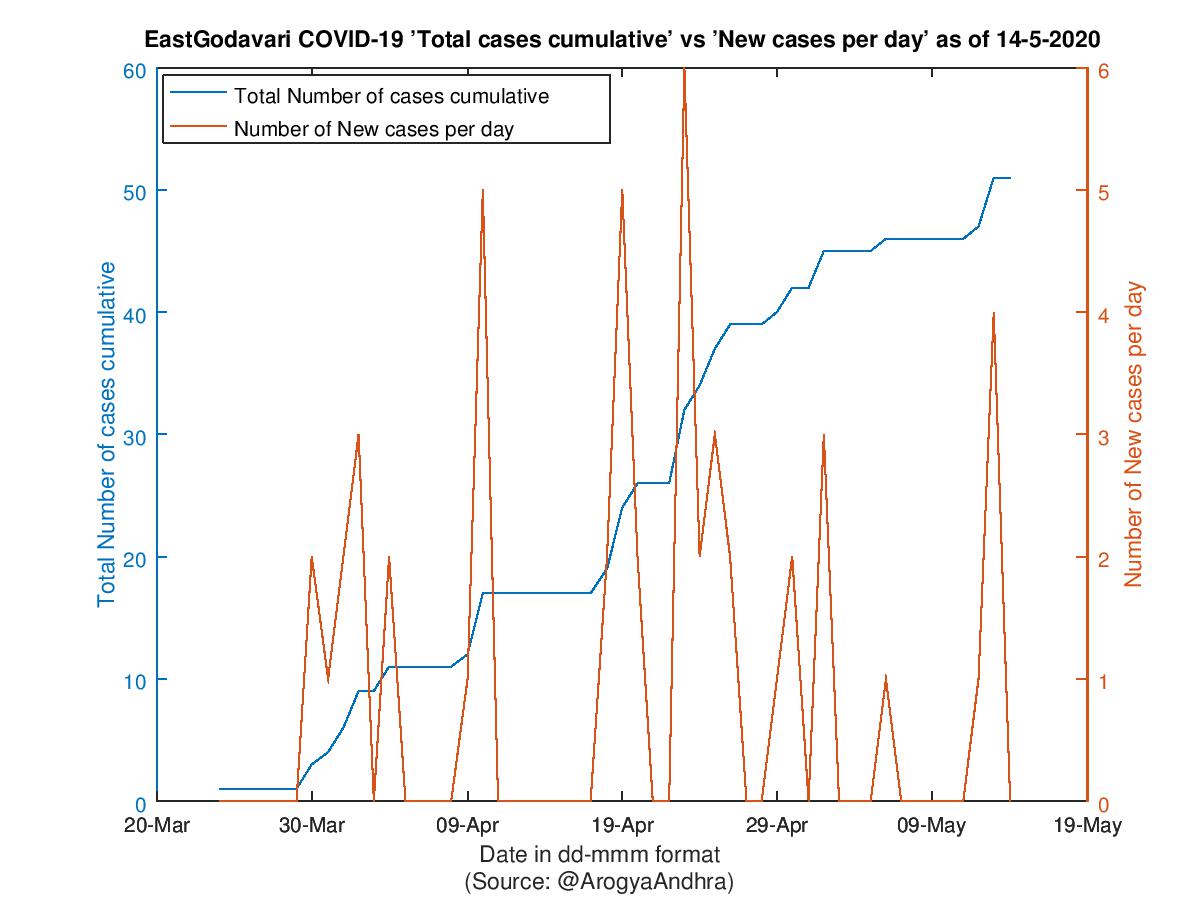 EastGodavari COVID-19 ’Total cases cumulative’ vs ’New cases per day’ as of 14-5-2020
Total Number of cases cumulative
Number of New cases per day
60
50
40
30
20
10
0
Total Number of cases cumulative
6
5
4
3
2
1
0
Number of New cases per day
20-Mar 30-Mar 09-Apr 19-Apr 29-Apr 09-May 19-May
Date in dd-mmm format
(Source: @ArogyaAndhra)